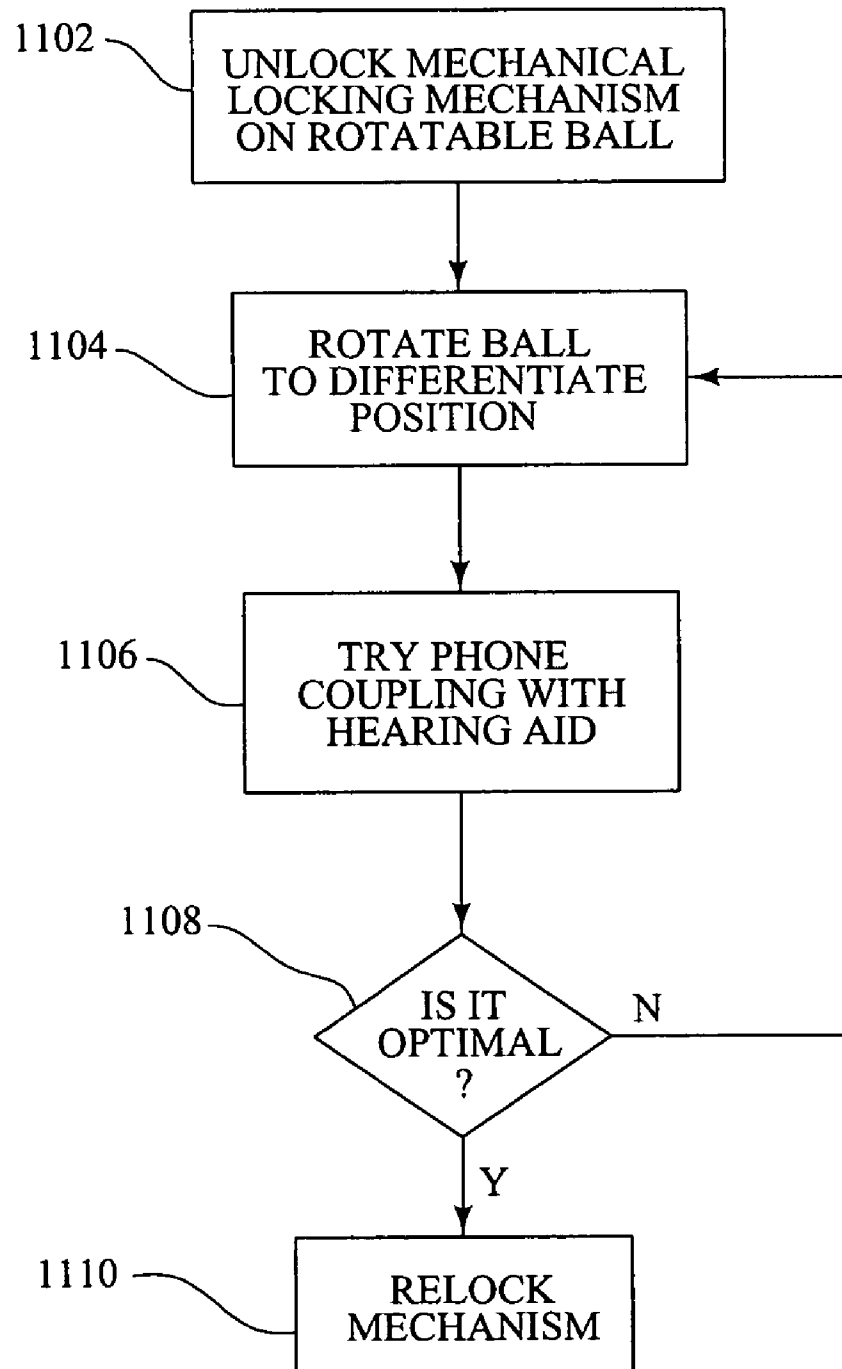 1102
UNLOCK MECHANICAL
LOCKING MECHANISM
ON ROTATABLE BALL
1104
ROTATE BALL
TO DIFFERENTIATE
POSITION
1106
TRY PHONE
COUPLING WITH
HEARING AID
1108
IS IT
OPTIMAL
?
N
Y
1110
RELOCK
MECHANISM